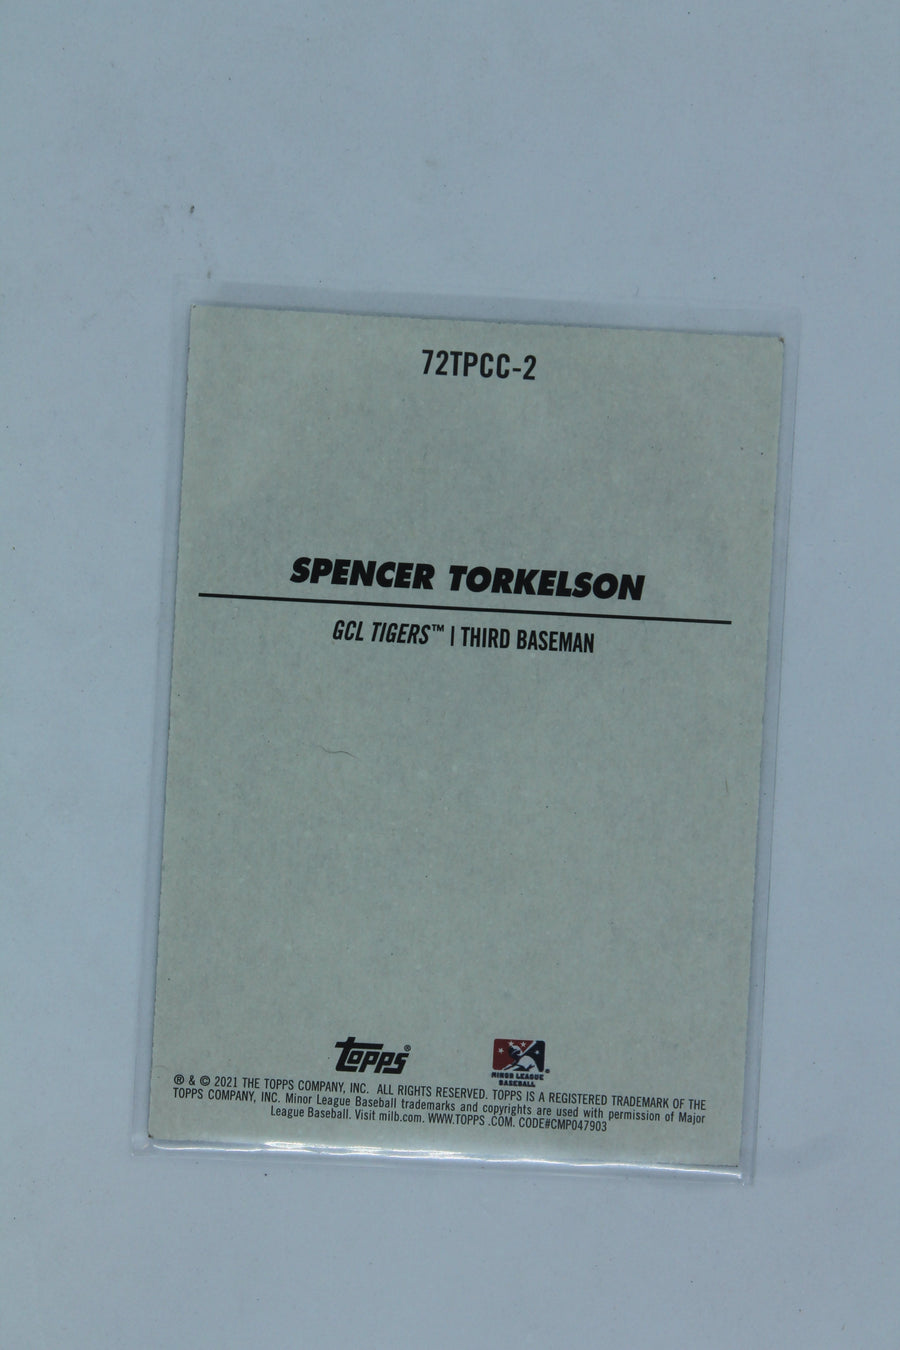 72TPCC-2
SPENCER TORKELSON
GCL TIGERS™ | THIRD BASEMAN
Topps®
MINOR LEAGUE®
BASEBALL
® & © 2021 THE TOPPS COMPANY, INC. ALL RIGHTS RESERVED. TOPPS IS A REGISTERED TRADEMARK OF THE
TOPPS COMPANY, INC. Minor League Baseball trademarks and copyrights are used with permission of Major
League Baseball. Visit milb.com. WWW.TOPPS .COM. CODE#CMP047903